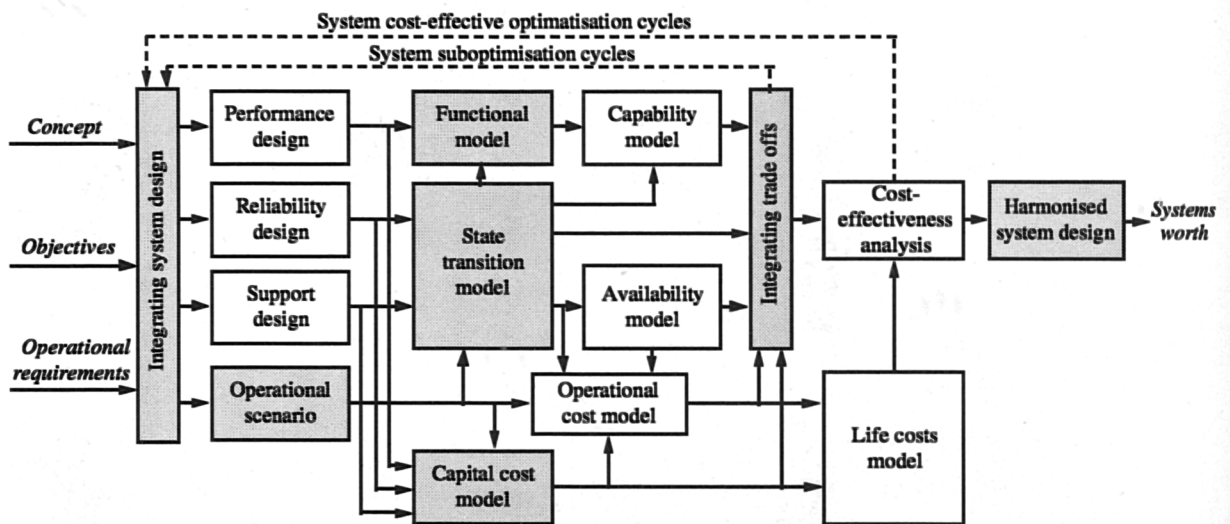 System cost-effective optimatisation cycles
System suboptimisation cycles
Concept
Objectives
Operational
requirements
Integrating system design
Performance
design
Reliability
design
Support
design
Operational
scenario
Functional
model
State
transition
model
Capital cost
model
Capability
model
Availability
model
Operational
cost model
Integrating trade offs
Cost-
effectiveness
analysis
Life costs
model
Harmonised
system design
Systems
worth